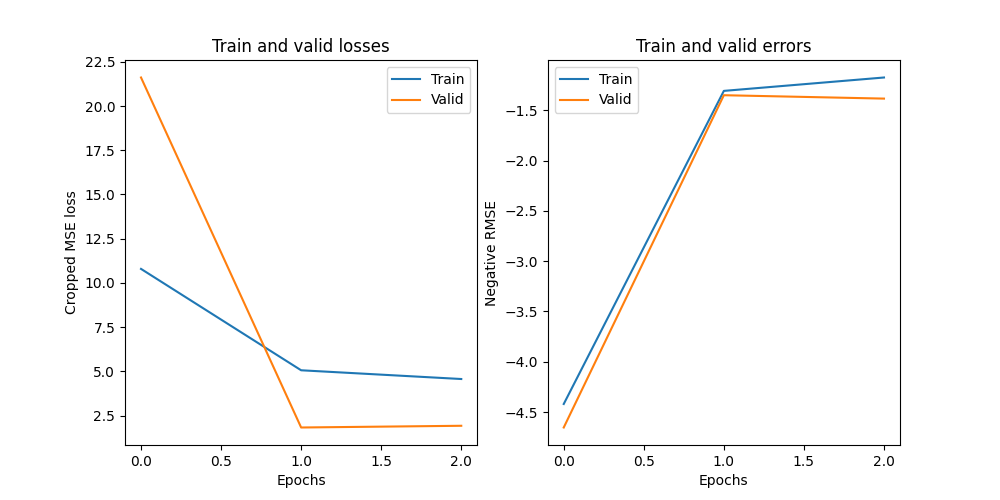 Train and valid losses
Cropped MSE loss
22.5
20.0
17.5
15.0
12.5
10.0
7.5
5.0
2.5
Train
Valid
0.0 0.5 1.0 1.5 2.0
Epochs
Train and valid errors
Negative RMSE
−1.5
−2.0
−2.5
−3.0
−3.5
−4.0
−4.5
Train
Valid
0.0 0.5 1.0 1.5 2.0
Epochs